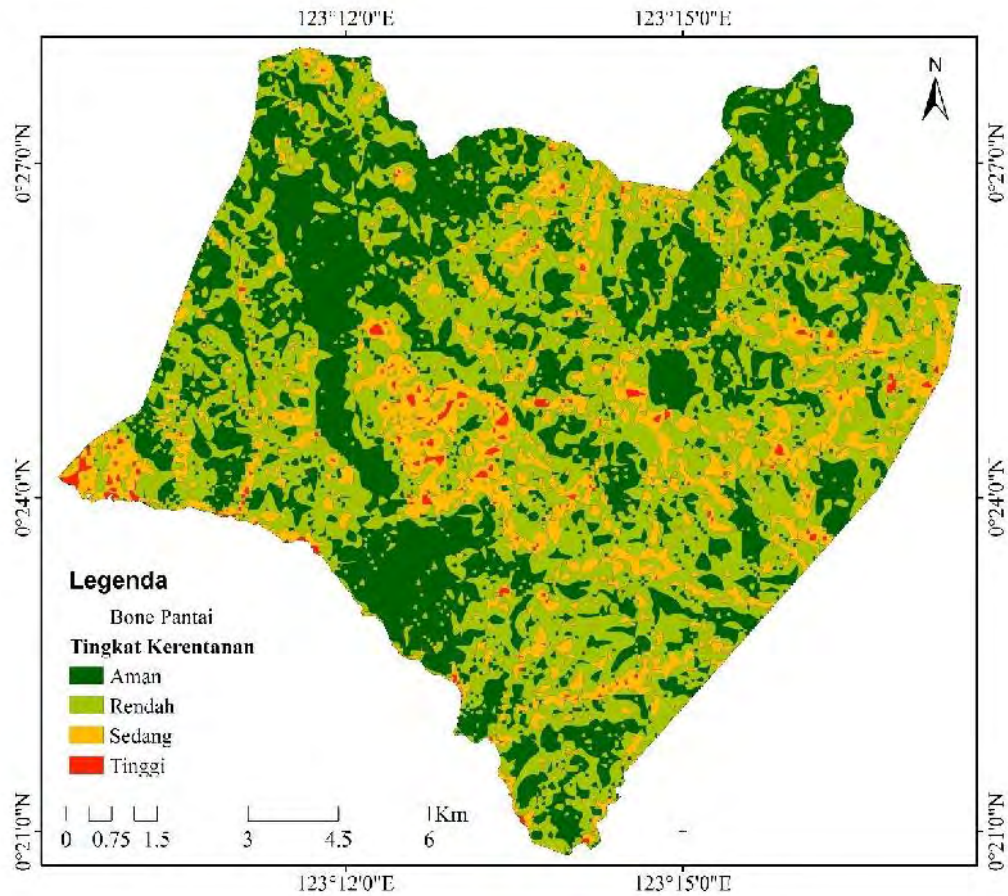 123°12'0"E 123°15'0"E
N
0°27'0"N 0°27'0"N
0°24'0"N 0°24'0"N
Legenda
Bone Pantai
Tingkat Kerentanan
Aman
Rendah
Sedang
Tinggi
Km
0 0.75 1.5 3 4.5 6
0°21'0"N 0°21'0"N
123°12'0"E 123°15'0"E